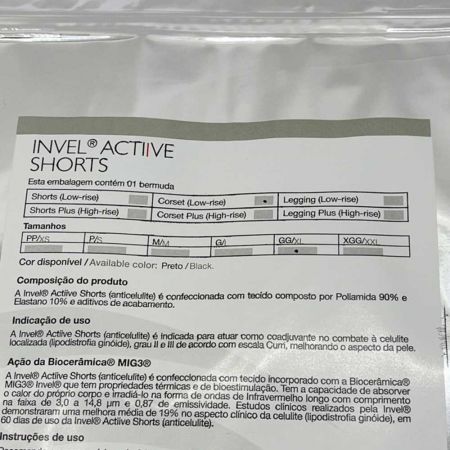 INVEL® ACTIIVE
SHORTS
Esta embalagem contém 01 bermuda
Shorts (Low-rise) Corset (Low-rise) Legging (Low-rise)
Shorts Plus (High-rise) Corset Plus (High-rise) Legging Plus (High-rise)
Tamanhos
PP/XS P/S M/M G/L GG/XL XGG/XXL
Cor disponível / Available color: Preto / Black.
Composição do produto
A Invel® Actiive Shorts (anticelulite) é confeccionada com tecido composto por Poliamida 90% e
Elastano 10% e aditivos de acabamento.
Indicação de uso
A Invel® Actiive Shorts (anticelulite) é indicada para atuar como coadjuvante no combate à celulite
localizada (lipodistrofia ginóide), grau II e III de acordo com escala Curri, melhorando o aspecto da pele.
Ação da Biocerâmica® MIG3®
A Invel® Actiive Shorts (anticelulite) é confeccionada com tecido incorporado com a Biocerâmica®
MIG3® Invel® que tem propriedades térmicas e de bioestimulação. Tem a capacidade de absorver
o calor do próprio corpo e irradiá-lo na forma de ondas de Infravermelho longo com comprimento
na faixa de 3,0 a 14,8 µm e 0,87 de emissividade. Estudos clínicos realizados pela Invel®
demonstraram uma melhora média de 19% no aspecto clínico da celulite (lipodistrofia ginóide), em
60 dias de uso da Invel® Actiive Shorts (anticelulite).
Instruções de uso